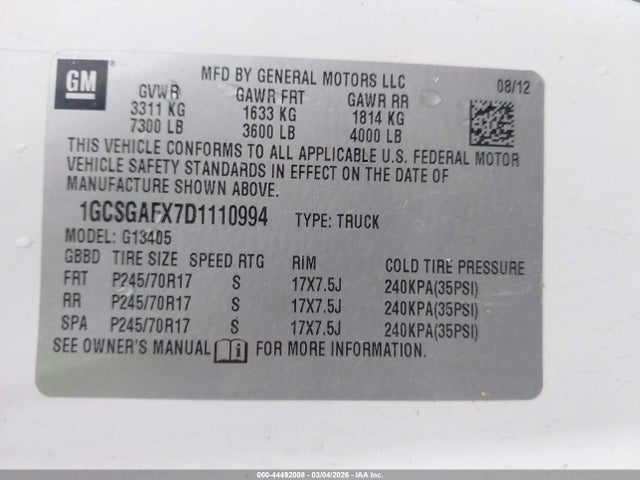 GM
MFD BY GENERAL MOTORS LLC 08/12
GVWR GAWR FRT GAWR RR
3311 KG 1633 KG 1814 KG
7300 LB 3600 LB 4000 LB
THIS VEHICLE CONFORMS TO ALL APPLICABLE U.S. FEDERAL MOTOR
VEHICLE SAFETY STANDARDS IN EFFECT ON THE DATE OF
MANUFACTURE SHOWN ABOVE.
1GCSGAFX7D1110994 TYPE: TRUCK
MODEL: G13405
GBBD TIRE SIZE SPEED RTG RIM COLD TIRE PRESSURE
FRT P245/70R17 S 17X7.5J 240KPA(35PSI)
RR P245/70R17 S 17X7.5J 240KPA(35PSI)
SPA P245/70R17 S 17X7.5J 240KPA(35PSI)
SEE OWNER'S MANUAL FOR MORE INFORMATION.
000-44492008 - 03/04/2026 - IAA Inc.